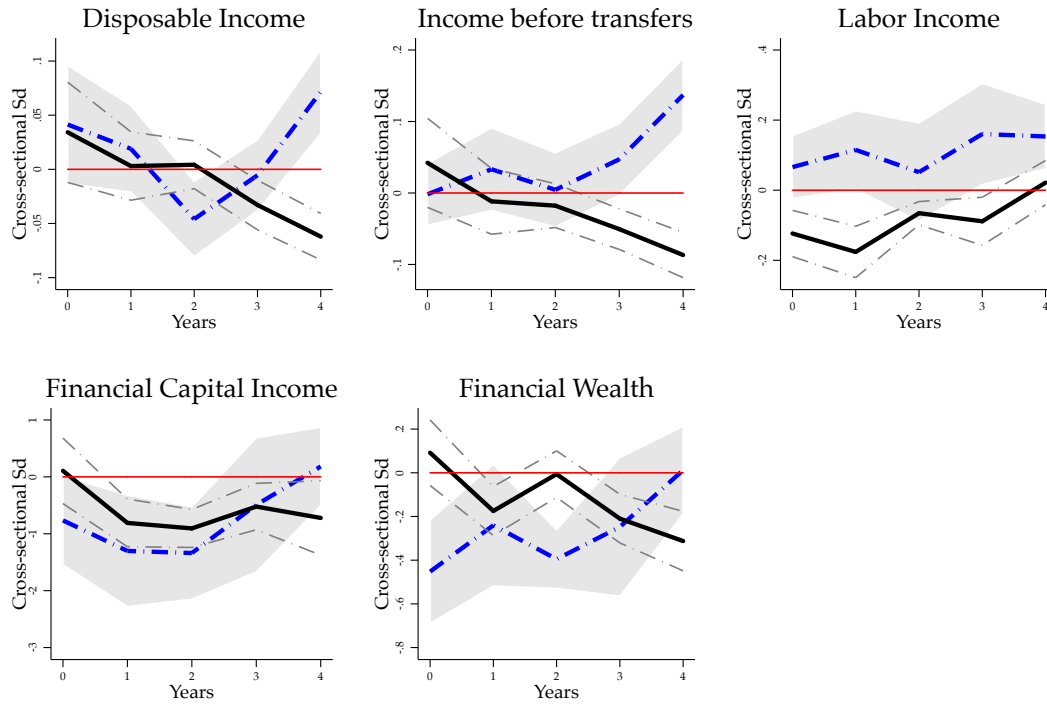 Disposable Income
Cross-sectional Sd
.1
.05
0
-.05
-.1
0 1 2 3 4
Years
Income before transfers
Cross-sectional Sd
.2
.1
0
-.1
0 1 2 3 4
Years
Labor Income
Cross-sectional Sd
.4
.2
0
-.2
0 1 2 3 4
Years
Financial Capital Income
Cross-sectional Sd
1
0
-1
-2
-3
0 1 2 3 4
Years
Financial Wealth
Cross-sectional Sd
.2
0
-.2
-.4
-.6
-.8
0 1 2 3 4
Years